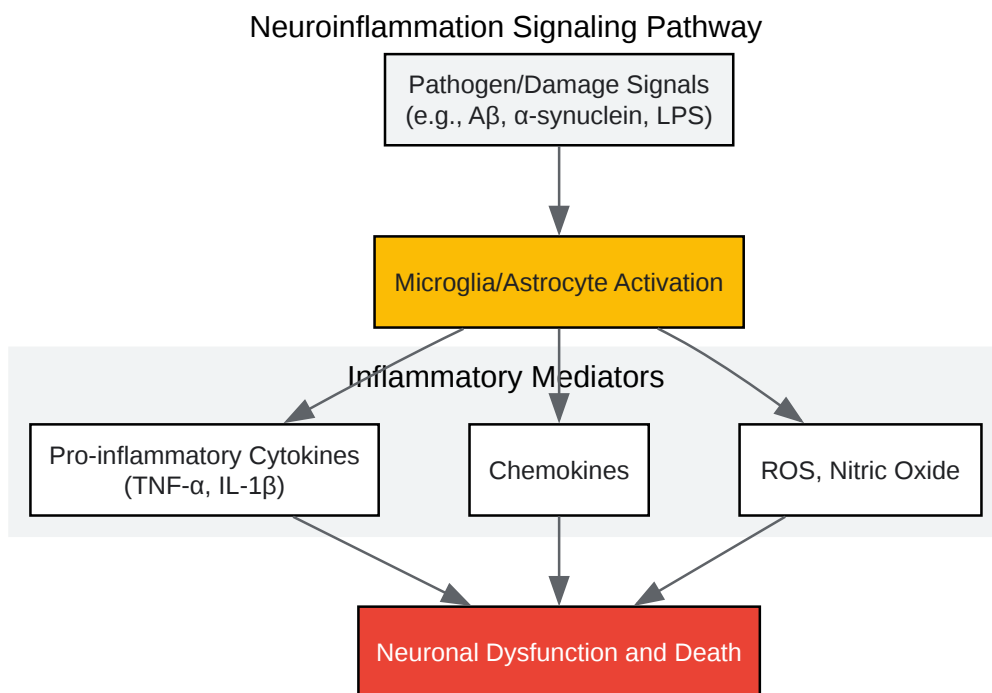 Neuroinflammation Signaling Pathway
Pathogen/Damage Signals
(e.g., Aβ, α-synuclein, LPS)
Microglia/Astrocyte Activation
Inflammatory Mediators
Pro-inflammatory Cytokines
(TNF-α, IL-1β)
Chemokines
ROS, Nitric Oxide
Neuronal Dysfunction and Death